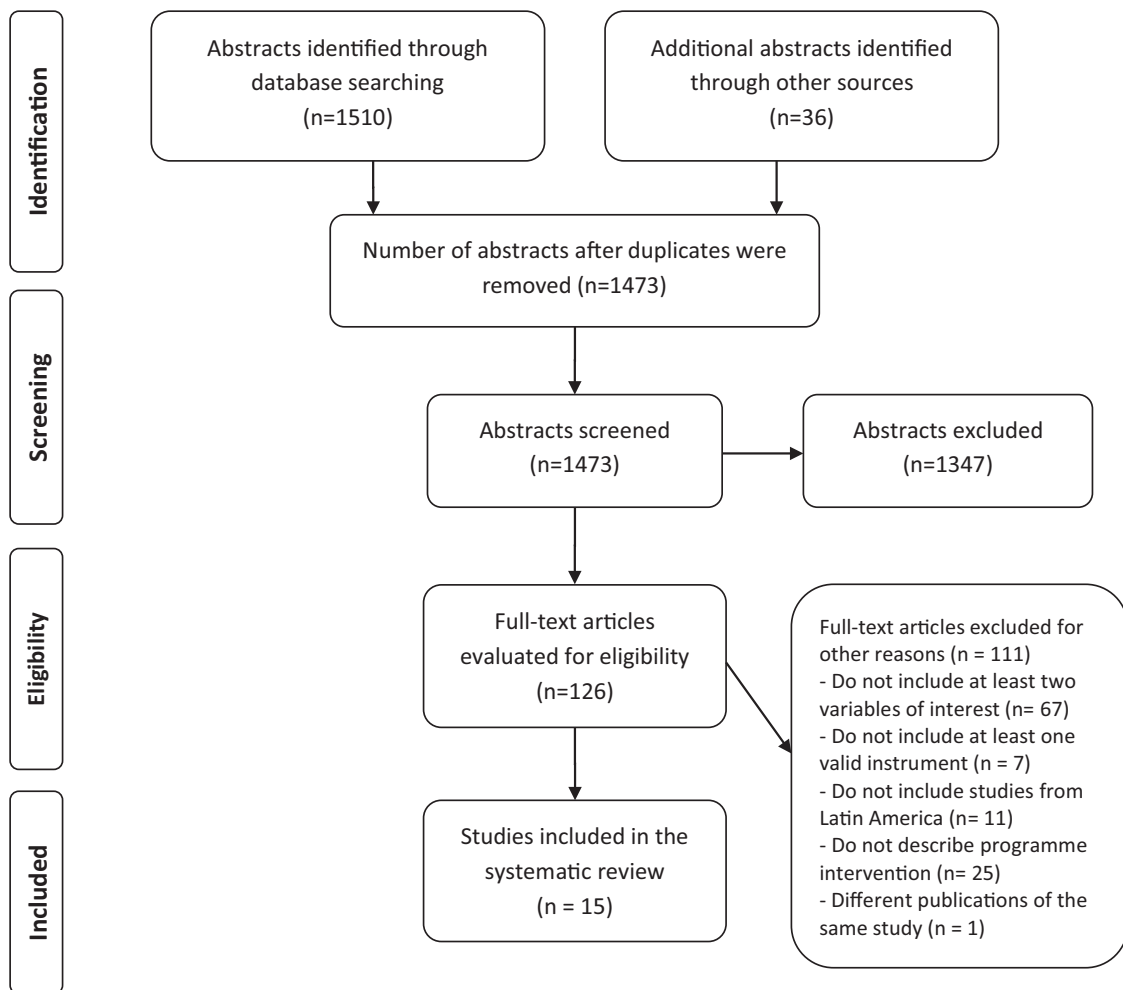 Identification
Abstracts identified through
database searching
(n=1510)
Additional abstracts identified
through other sources
(n=36)
Number of abstracts after duplicates were
removed (n=1473)
Screening
Abstracts screened
(n=1473)
Abstracts excluded
(n=1347)
Eligibility
Full-text articles
evaluated for eligibility
(n=126)
Full-text articles excluded for
other reasons (n = 111)
- Do not include at least two
variables of interest (n= 67)
- Do not include at least one
valid instrument (n = 7)
- Do not include studies from
Latin America (n= 11)
- Do not describe programme
intervention (n= 25)
- Different publications of the
same study (n = 1)
Included
Studies included in the
systematic review
(n = 15)